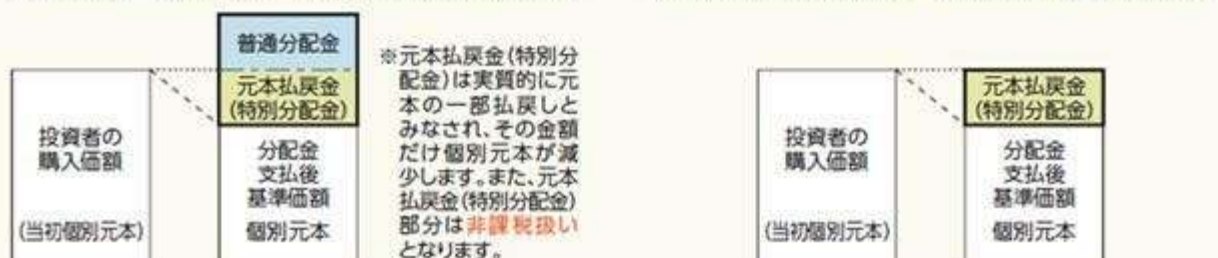 普通分配金
元本払戻金
(特別分配金)
投資者の
購入価額
(当初個別元本)
分配金
支払後
基準価額
個別元本
※元本払戻金(特別分
配金)は実質的に元
本の一部払戻しと
みなされ、その金額
だけ個別元本が減
少します。また、元本
払戻金(特別分配金)
部分は非課税扱い
となります。
投資者の
購入価額
(当初個別元本)
元本払戻金
(特別分配金)
分配金
支払後
基準価額
個別元本